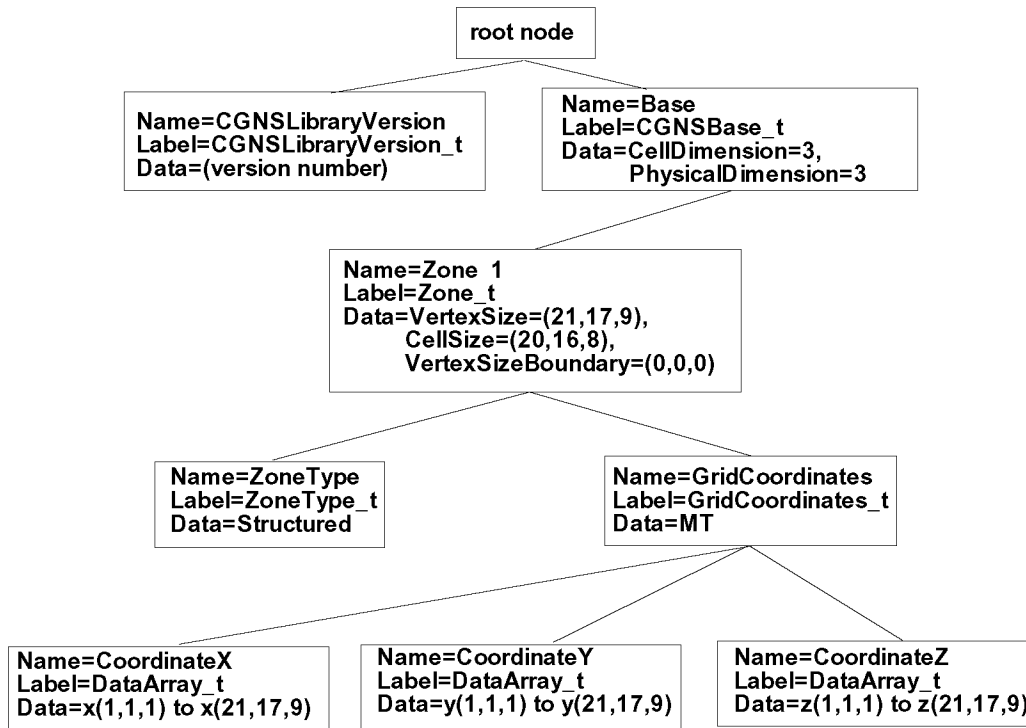 root node
Name=CGNSLibraryVersion
Label=CGNSLibraryVersion_t
Data=(version number)
Name=Base
Label=CGNSBase_t
Data=CellDimension=3,
PhysicalDimension=3
Name=Zone 1
Label=Zone_t
Data=VertexSize=(21,17,9),
CellSize=(20,16,8),
VertexSizeBoundary=(0,0,0)
Name=ZoneType
Label=ZoneType_t
Data=Structured
Name=GridCoordinates
Label=GridCoordinates_t
Data=MT
Name=CoordinateX
Label=DataArray_t
Data=x(1,1,1) to x(21,17,9)
Name=CoordinateY
Label=DataArray_t
Data=y(1,1,1) to y(21,17,9)
Name=CoordinateZ
Label=DataArray_t
Data=z(1,1,1) to z(21,17,9)